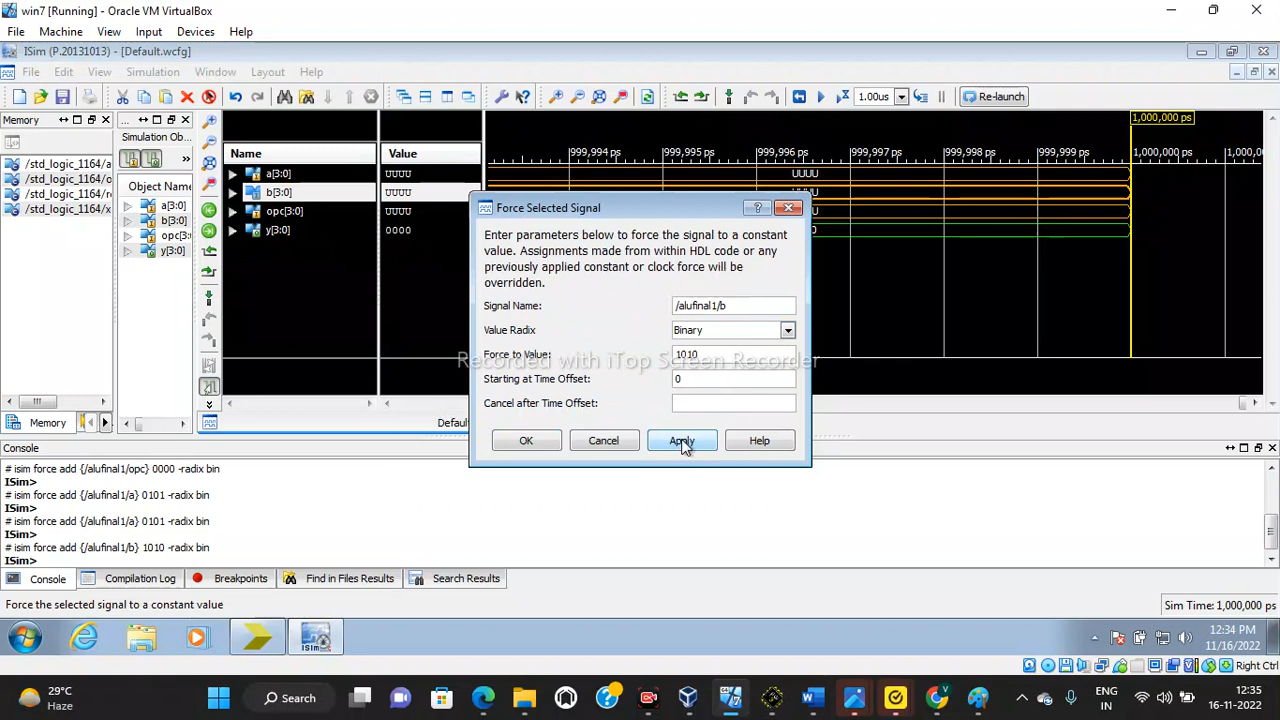 win7 [Running] - Oracle VM VirtualBox
File Machine View Input Devices Help
ISim (P.20131013) - [Default.wcfg]
File Edit View Simulation Window Layout Help
1.00us Re-launch
Memory
/std_logic_1164/a
/std_logic_1164/o
/std_logic_1164/r
/std_logic_1164/x
Memory
...
Simulation Ob
»
Object Name
a[3:0]
b[3:0]
opc[3:0]
y[3:0]
Name Value
a[3:0] UUUU
b[3:0] UUUU
opc[3:0] UUUU
y[3:0] 0000
1,000,000 ps
999,994 ps 999,995 ps 999,996 ps 999,997 ps 999,998 ps 999,999 ps 1,000,000 ps 1,000,0
UUUU
Defau
Force Selected Signal
Enter parameters below to force the signal to a constant
value. Assignments made from within HDL code or any
previously applied constant or clock force will be
overridden.
Signal Name: /alufinal1/b
Value Radix Binary
Force to Value: 1010
Recorded with iTop Screen Recorder
Starting at Time Offset: 0
Cancel after Time Offset:
OK Cancel Apply Help
Console
# isim force add {/alufinal1/opc} 0000 -radix bin
ISim>
# isim force add {/alufinal1/a} 0101 -radix bin
ISim>
# isim force add {/alufinal1/a} 0101 -radix bin
ISim>
# isim force add {/alufinal1/b} 1010 -radix bin
ISim>
Console Compilation Log Breakpoints Find in Files Results Search Results
Force the selected signal to a constant value
Sim Time: 1,000,000 ps
ISim
12:34 PM
11/16/2022
Right Ctrl
29°C
Haze
Search
ENG
IN
12:35
16-11-2022